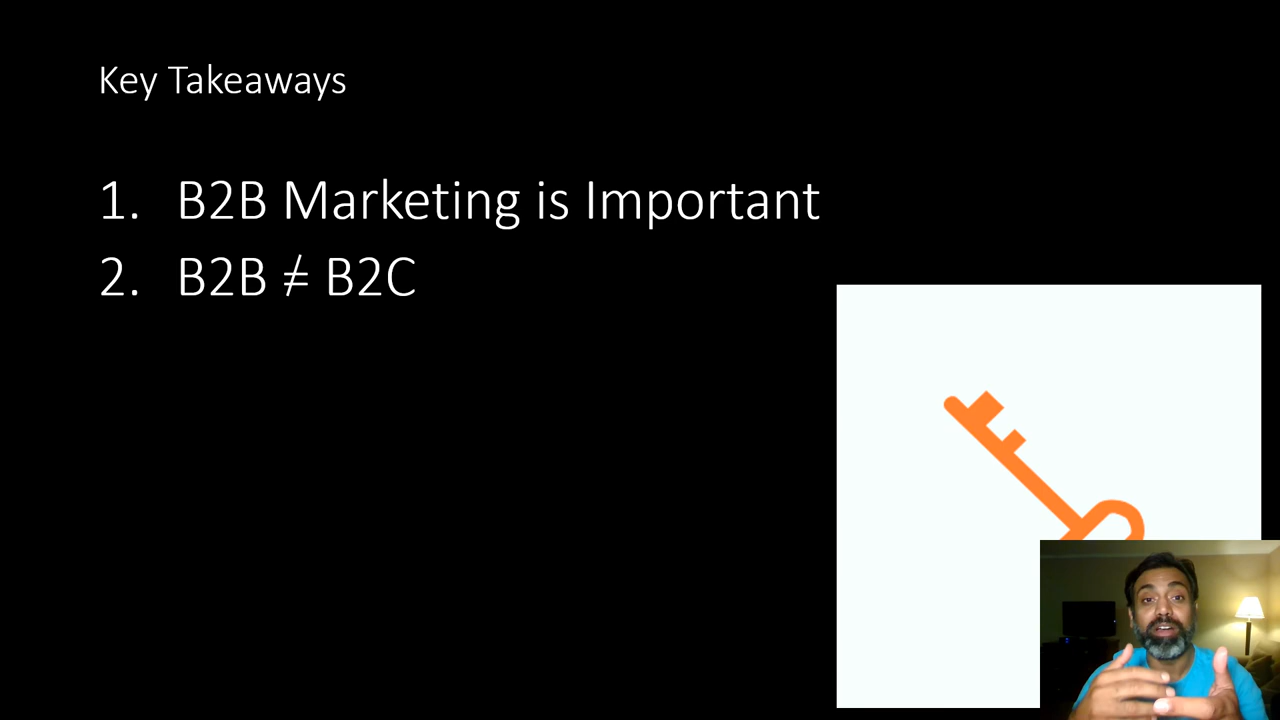 Key Takeaways
1. B2B Marketing is Important
2. B2B ≠ B2C